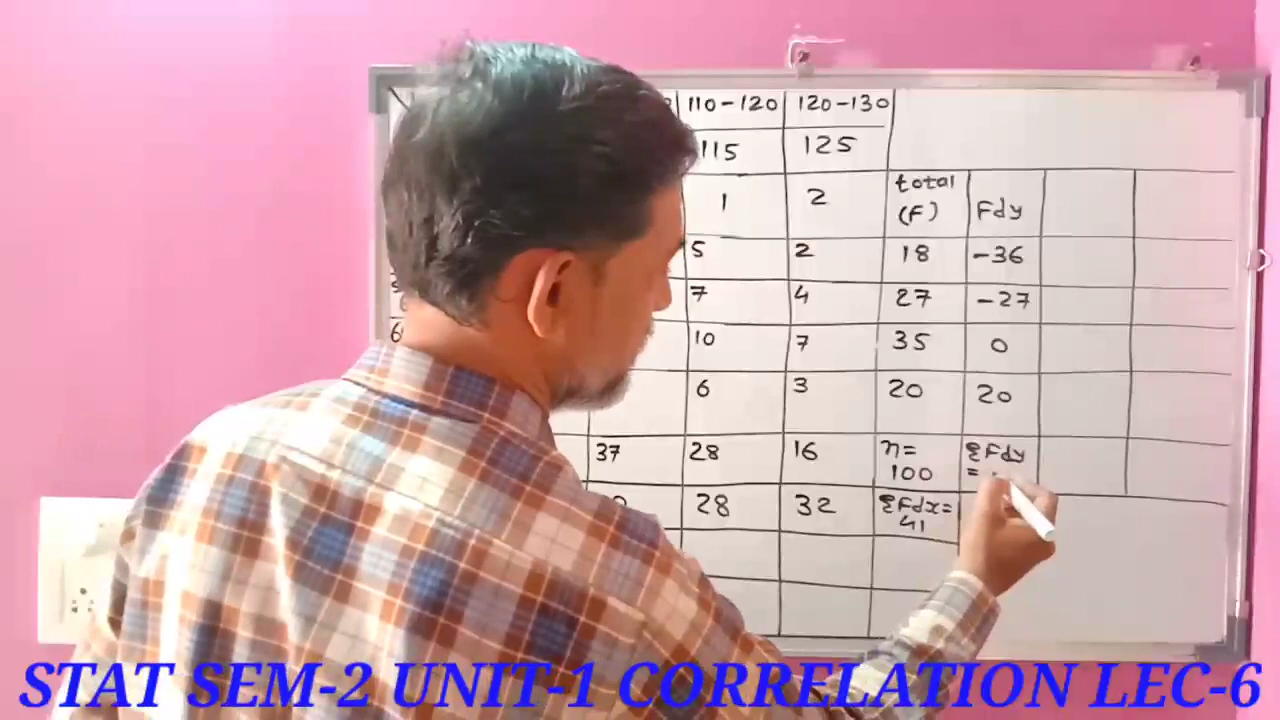 110-120 120-130
115 125
1 2 total (F) Fdy
5 2 18 -36
7 4 27 -27
10 7 35 0
6 3 20 20
37 28 16 n= 100 ΣFdy =
28 32 ΣFdx= 41
STAT SEM-2 UNIT-1 CORRELATION LEC-6